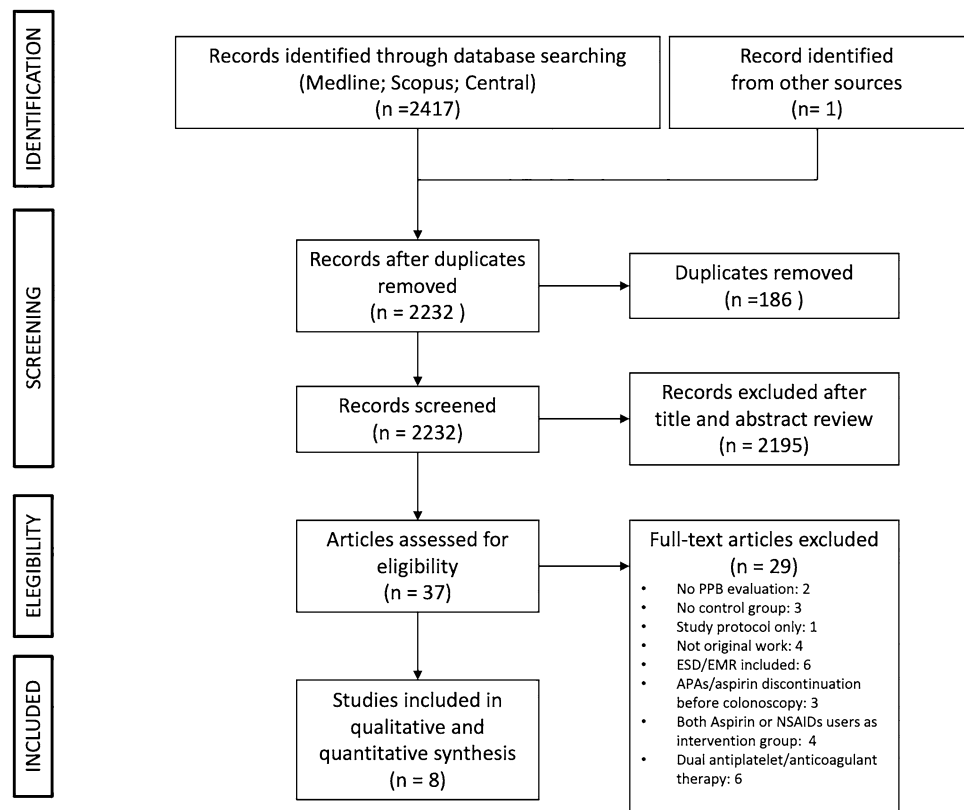 IDENTIFICATION
Records identified through database searching
(Medline; Scopus; Central)
(n =2417)
Record identified
from other sources
(n= 1)
SCREENING
Records after duplicates
removed
(n = 2232 )
Duplicates removed
(n =186 )
Records screened
(n = 2232)
Records excluded after
title and abstract review
(n = 2195)
ELEGIBILITY
Articles assessed for
eligibility
(n = 37)
Full-text articles excluded
(n = 29)
• No PPB evaluation: 2
• No control group: 3
• Study protocol only: 1
• Not original work: 4
• ESD/EMR included: 6
• APAs/aspirin discontinuation
before colonoscopy: 3
• Both Aspirin or NSAIDs users as
intervention group: 4
• Dual antiplatelet/anticoagulant
therapy: 6
INCLUDED
Studies included in
qualitative and
quantitative synthesis
(n = 8)